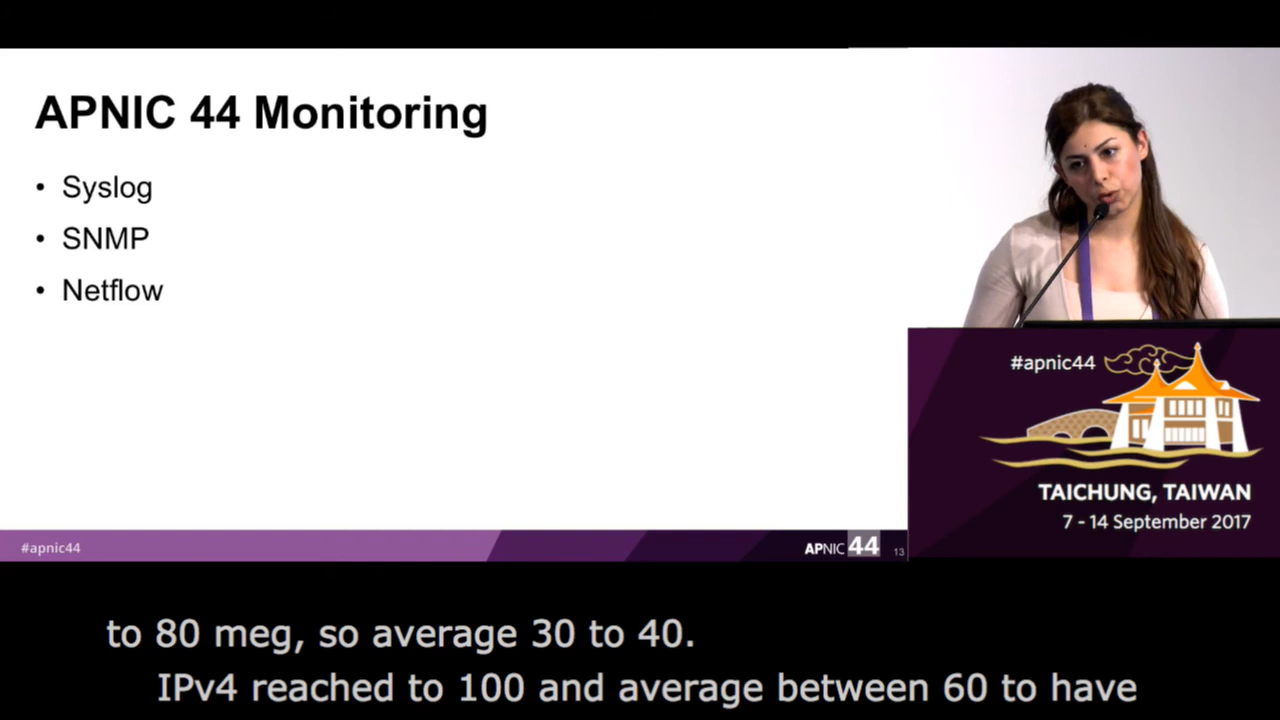 APNIC 44 Monitoring
• Syslog
• SNMP
• Netflow
#apnic44
TAICHUNG, TAIWAN
7 - 14 September 2017
#apnic44
APNIC 44
13
to 80 meg, so average 30 to 40.
IPv4 reached to 100 and average between 60 to have